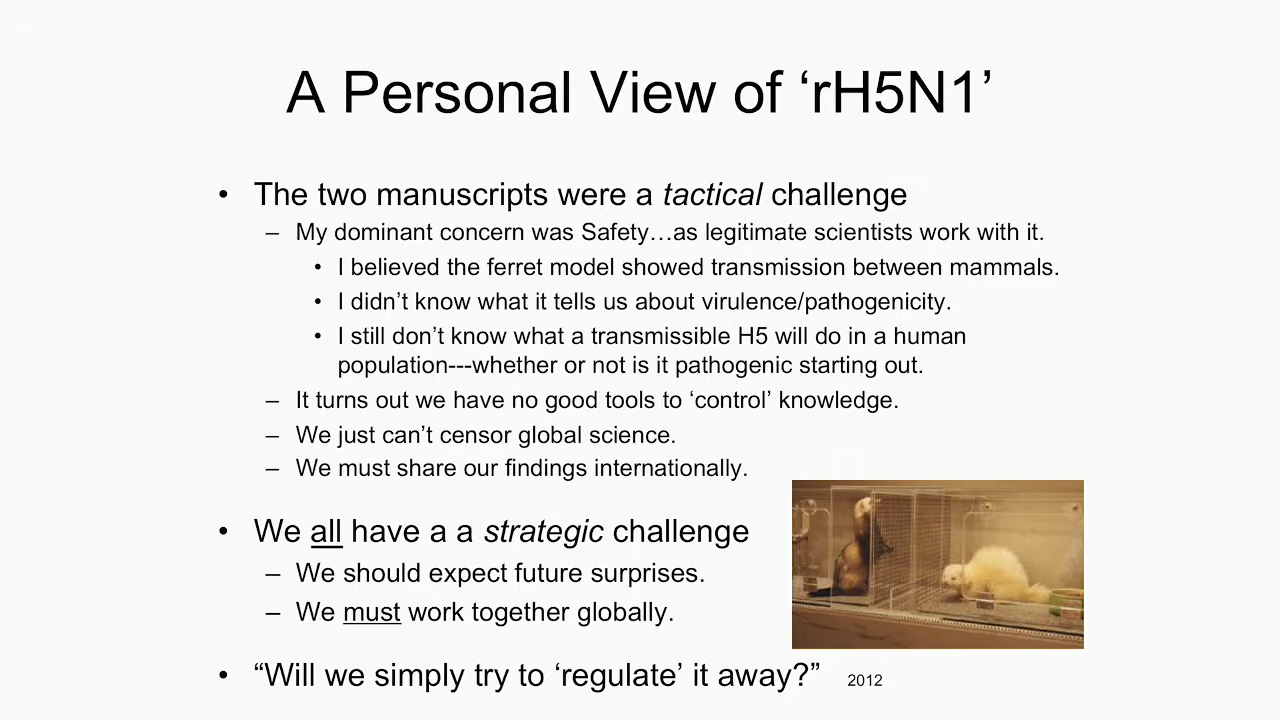 A Personal View of ‘rH5N1’
• The two manuscripts were a tactical challenge
– My dominant concern was Safety…as legitimate scientists work with it.
• I believed the ferret model showed transmission between mammals.
• I didn’t know what it tells us about virulence/pathogenicity.
• I still don’t know what a transmissible H5 will do in a human
population---whether or not is it pathogenic starting out.
– It turns out we have no good tools to ‘control’ knowledge.
– We just can’t censor global science.
– We must share our findings internationally.
• We all have a a strategic challenge
– We should expect future surprises.
– We must work together globally.
• “Will we simply try to ‘regulate’ it away?” 2012